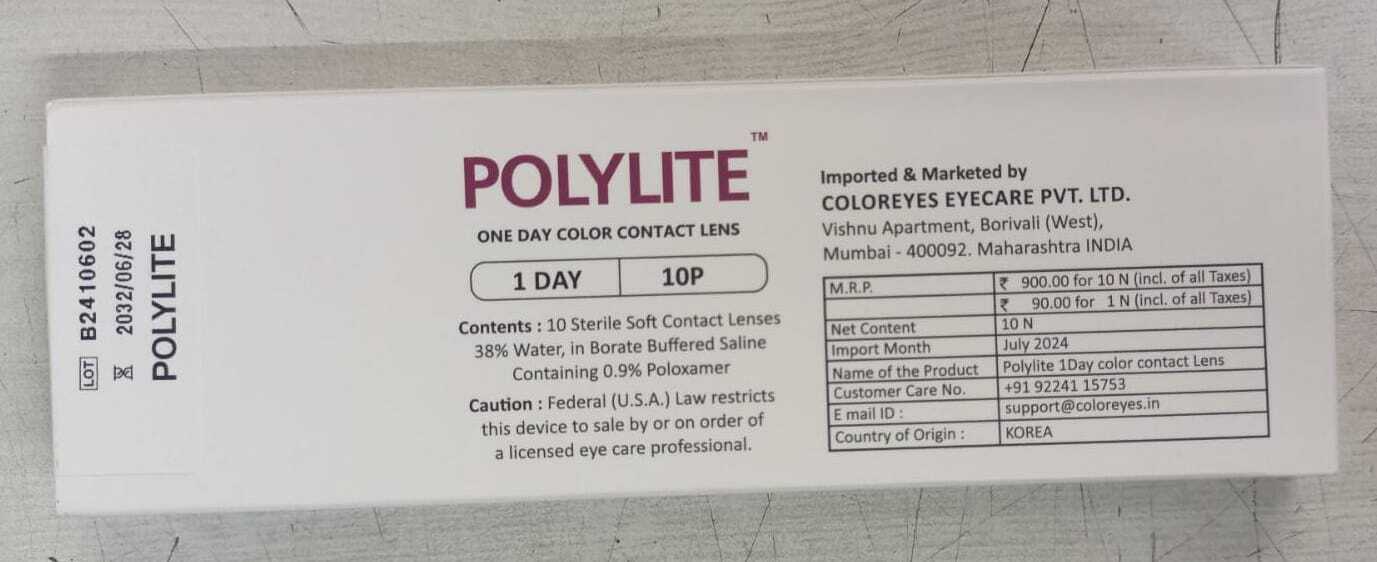 LOT B2410602
2032/06/28
POLYLITE
POLYLITE™
ONE DAY COLOR CONTACT LENS
1 DAY 10P
Contents : 10 Sterile Soft Contact Lenses
38% Water, in Borate Buffered Saline
Containing 0.9% Poloxamer
Caution : Federal (U.S.A.) Law restricts
this device to sale by or on order of
a licensed eye care professional.
Imported & Marketed by
COLOREYES EYECARE PVT. LTD.
Vishnu Apartment, Borivali (West),
Mumbai - 400092. Maharashtra INDIA
M.R.P. ₹ 900.00 for 10 N (incl. of all Taxes)
₹ 90.00 for 1 N (incl. of all Taxes)
Net Content 10 N
Import Month July 2024
Name of the Product Polylite 1Day color contact Lens
Customer Care No. +91 92241 15753
E mail ID : support@coloreyes.in
Country of Origin : KOREA